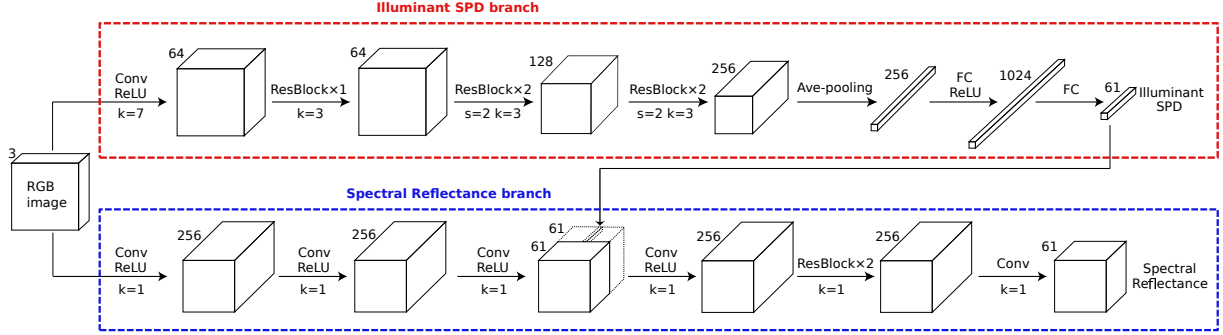 Illuminant SPD branch
3
RGB
image
Conv
ReLU
k=7
64
ResBlock×1
k=3
64
ResBlock×2
s=2 k=3
128
ResBlock×2
s=2 k=3
256
Ave-pooling
256
FC
ReLU
1024
FC
61
Illuminant
SPD
Spectral Reflectance branch
Conv
ReLU
k=1
256
Conv
ReLU
k=1
256
Conv
ReLU
k=1
61
61
Conv
ReLU
k=1
256
ResBlock×2
k=1
256
Conv
k=1
61
Spectral
Reflectance